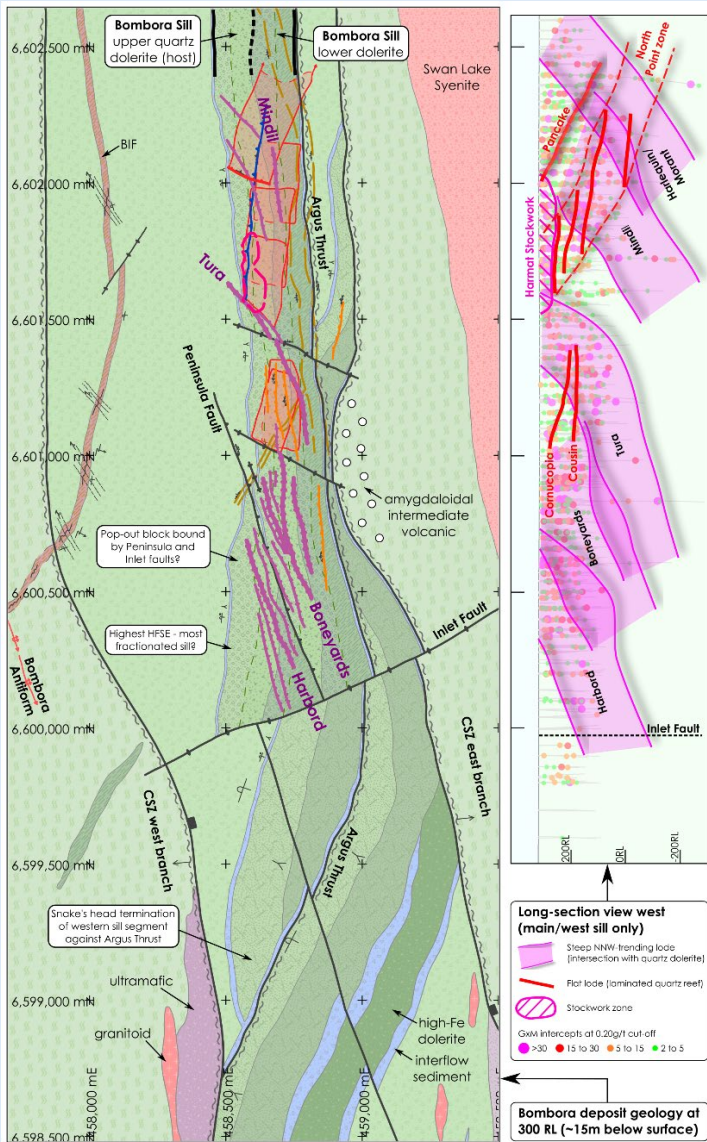 Bombora Sill
upper quartz
dolerite (host)
Bombora Sill
lower dolerite
6,602,500 mN
Swan Lake
Syenite
BIF
Mindil
6,602,000 mN
Argus Thrust
Tura
6,601,500 mN
Peninsula Fault
6,601,000 mN
amygdaloidal
intermediate
volcanic
Pop-out block bound
by Peninsula and
Inlet faults?
6,600,500 mN
Boneyards
Inlet Fault
Highest HFSE - most
fractionated sill?
Harbord
Bombora
Antiform
6,600,000 mN
CSZ west branch
CSZ east branch
Argus Thrust
6,599,500 mN
Snake's head termination
of western sill segment
against Argus Thrust
ultramafic
6,599,000 mN
granitoid
high-Fe
dolerite
interflow
sediment
458,000 mE
458,500 mE
459,000 mE
6,598,500 mN
North
Point zone
Pancake
Harlequin/
Morant
Harmat Stockwork
Mindil
Tura
Cornucopia
Cousin
Boneyards
Harbord
Inlet Fault
200RL
0RL
-200RL
Long-section view west
(main/west sill only)
Steep NNW-trending lode
(intersection with quartz dolerite)
Flat lode (laminated quartz reef)
Stockwork zone
GxM intercepts at 0.20g/t cut-off
>30 15 to 30 5 to 15 2 to 5
Bombora deposit geology at
300 RL (~15m below surface)